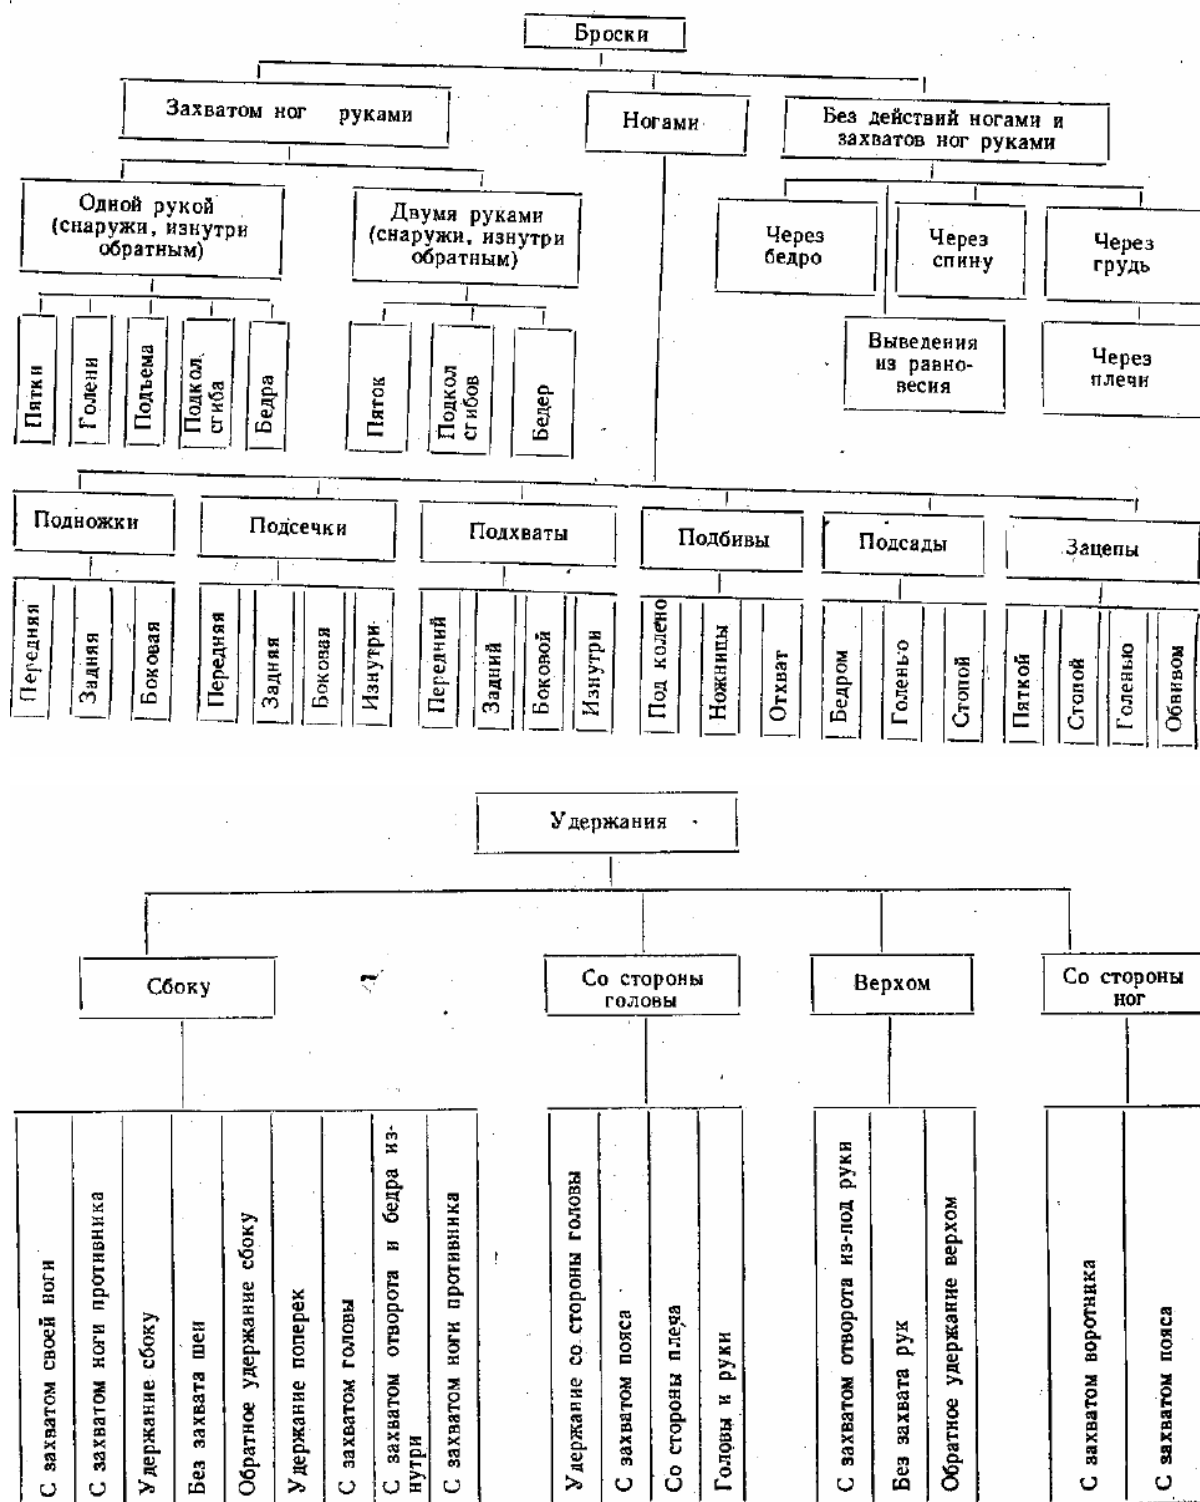 Броски
Захватом ног руками
Ногами
Без действий ногами и
захватов ног руками
Одной рукой
(снаружи, изнутри
обратным)
Двумя руками
(снаружи, изнутри
обратным)
Через
бедро
Через
спину
Через
грудь
Выведения
из равно-
весия
Через
плечи
Пятки
Голени
Подъема
Подкол.
сгиба
Бедра
Пяток
Подкол
сгибов
Бедер
Подножки
Подсечки
Подхваты
Подбивы
Подсады
Зацепы
Передняя
Задняя
Боковая
Передняя
Задняя
Боковая
Изнутри
Передний
Задний
Боковой
Изнутри
Под колено
Ножницы
Отхват
Бедром
Голенью
Стопой
Пяткой
Стопой
Голенью
Обвивом
Удержания
Сбоку
Со стороны
головы
Верхом
Со стороны
ног
С захватом своей ноги
С захватом ноги противника
Удержание сбоку
Без захвата шеи
Обратное удержание сбоку
Удержание поперек
С захватом головы
С захватом отворота и бедра из-
нутри
С захватом ноги противника
Удержание со стороны головы
С захватом пояса
Со стороны плеча
Головы и руки
С захватом отворота из-под руки
Без захвата рук
Обратное удержание верхом
С захватом воротника
С захватом пояса